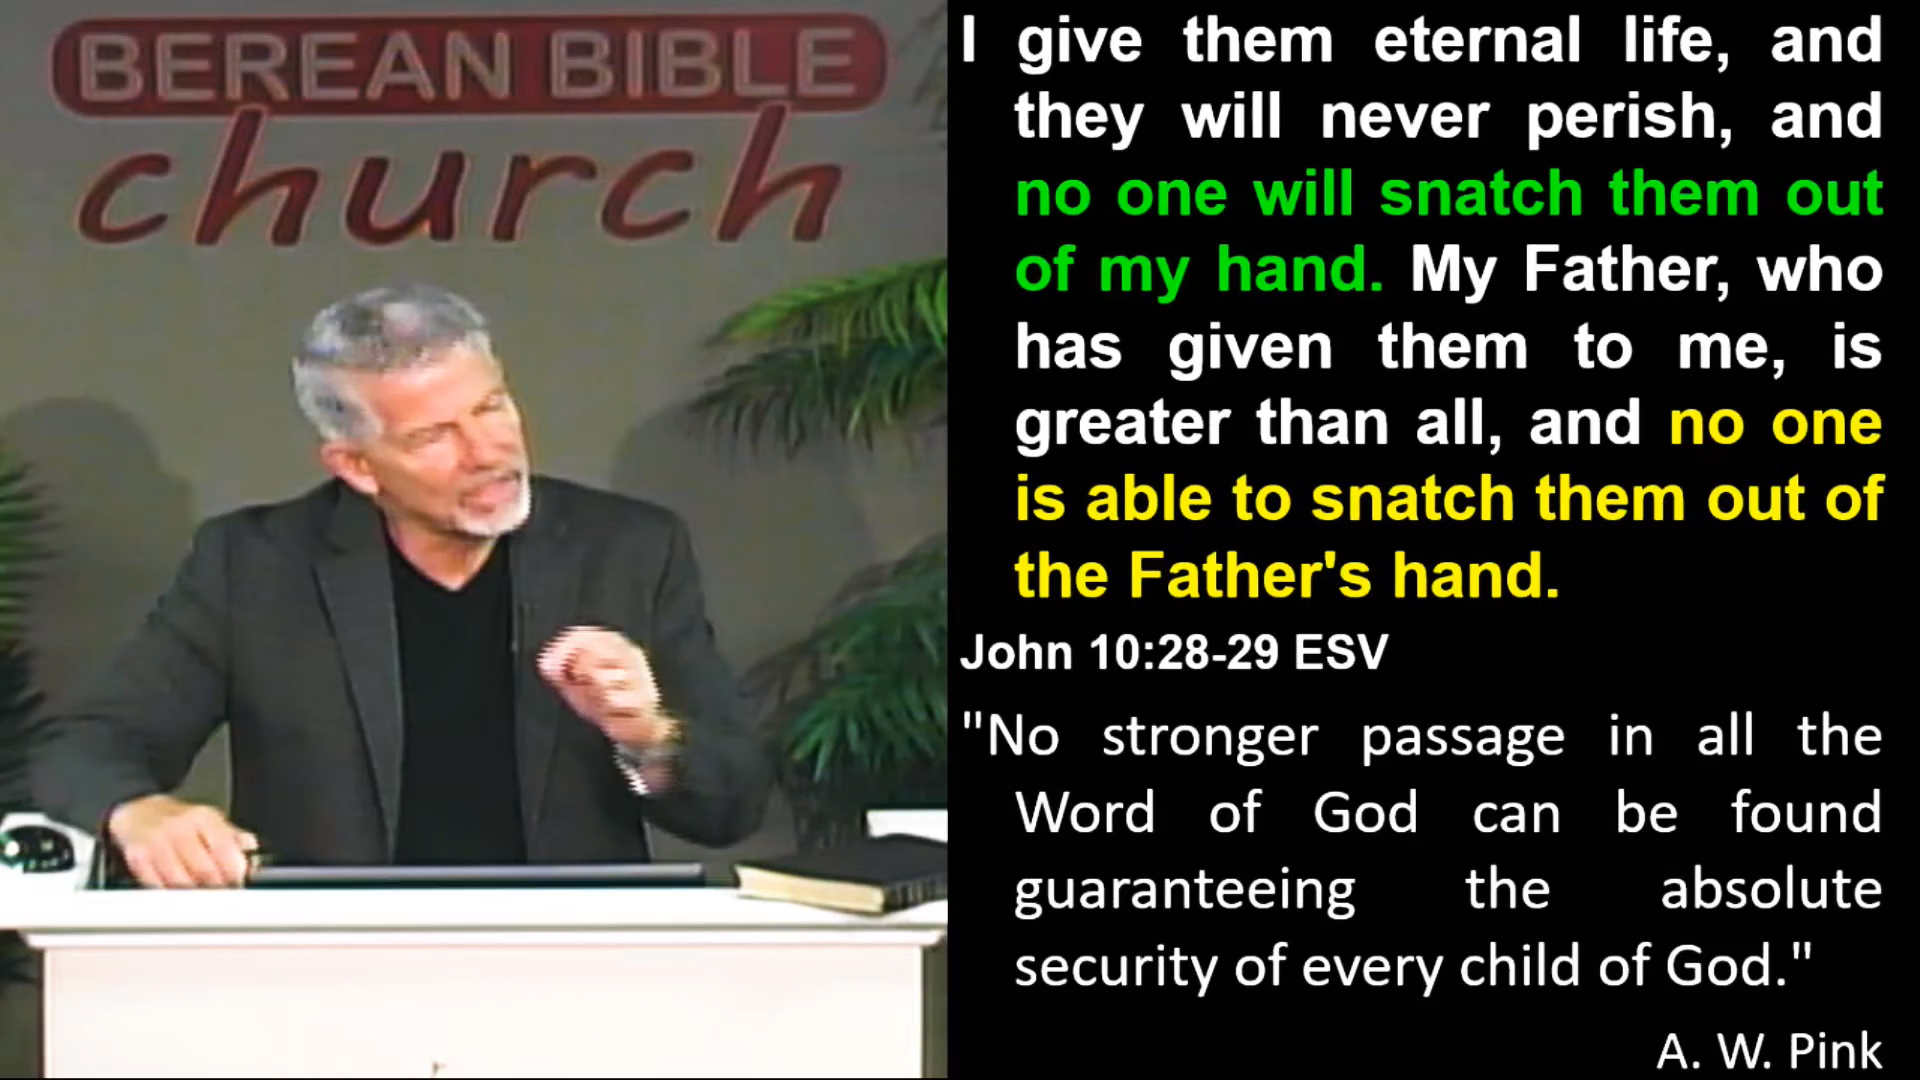 BEREAN BIBLE
church
I give them eternal life, and
they will never perish, and
no one will snatch them out
of my hand. My Father, who
has given them to me, is
greater than all, and no one
is able to snatch them out of
the Father's hand.
John 10:28-29 ESV
"No stronger passage in all the
Word of God can be found
guaranteeing the absolute
security of every child of God."
A. W. Pink